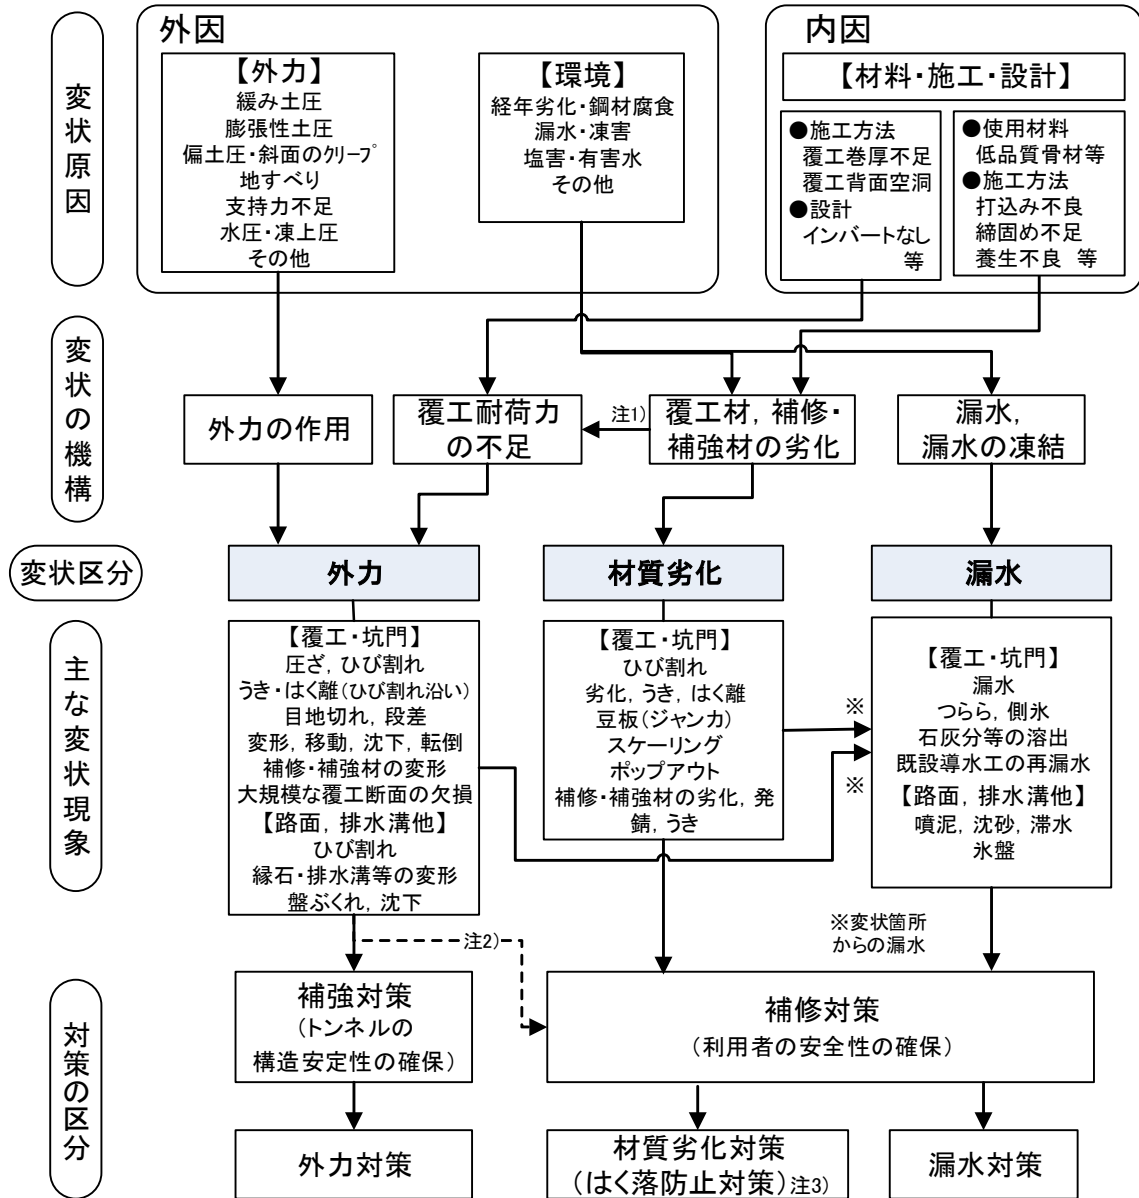 変状原因
外因
【外力】
緩み土圧
膨張性土圧
偏土圧・斜面のｸﾘｰﾌﾟ
地すべり
支持力不足
水圧・凍上圧
その他
【環境】
経年劣化・鋼材腐食
漏水・凍害
塩害・有害水
その他
内因
【材料・施工・設計】
●施工方法
覆工巻厚不足
覆工背面空洞
●設計
インバートなし
等
●使用材料
低品質骨材等
●施工方法
打込み不良
締固め不足
養生不良 等
変状の機構
外力の作用
覆工耐荷力
の不足
注1)
覆工材，補修・
補強材の劣化
漏水，
漏水の凍結
変状区分
外力
材質劣化
漏水
主な変状現象
【覆工・坑門】
圧ざ，ひび割れ
うき・はく離（ひび割れ沿い）
目地切れ，段差
変形，移動，沈下，転倒
補修・補強材の変形
大規模な覆工断面の欠損
【路面，排水溝他】
ひび割れ
縁石・排水溝等の変形
盤ぶくれ，沈下
【覆工・坑門】
ひび割れ
劣化，うき，はく離
豆板（ジャンカ）
スケーリング
ポップアウト
補修・補強材の劣化，発
錆，うき
※
※
【覆工・坑門】
漏水
つらら，側氷
石灰分等の溶出
既設導水工の再漏水
【路面，排水溝他】
噴泥，沈砂，滞水
氷盤
※変状箇所
からの漏水
注2)
対策の区分
補強対策
（トンネルの
構造安定性の確保）
補修対策
（利用者の安全性の確保）
外力対策
材質劣化対策
（はく落防止対策）注3)
漏水対策